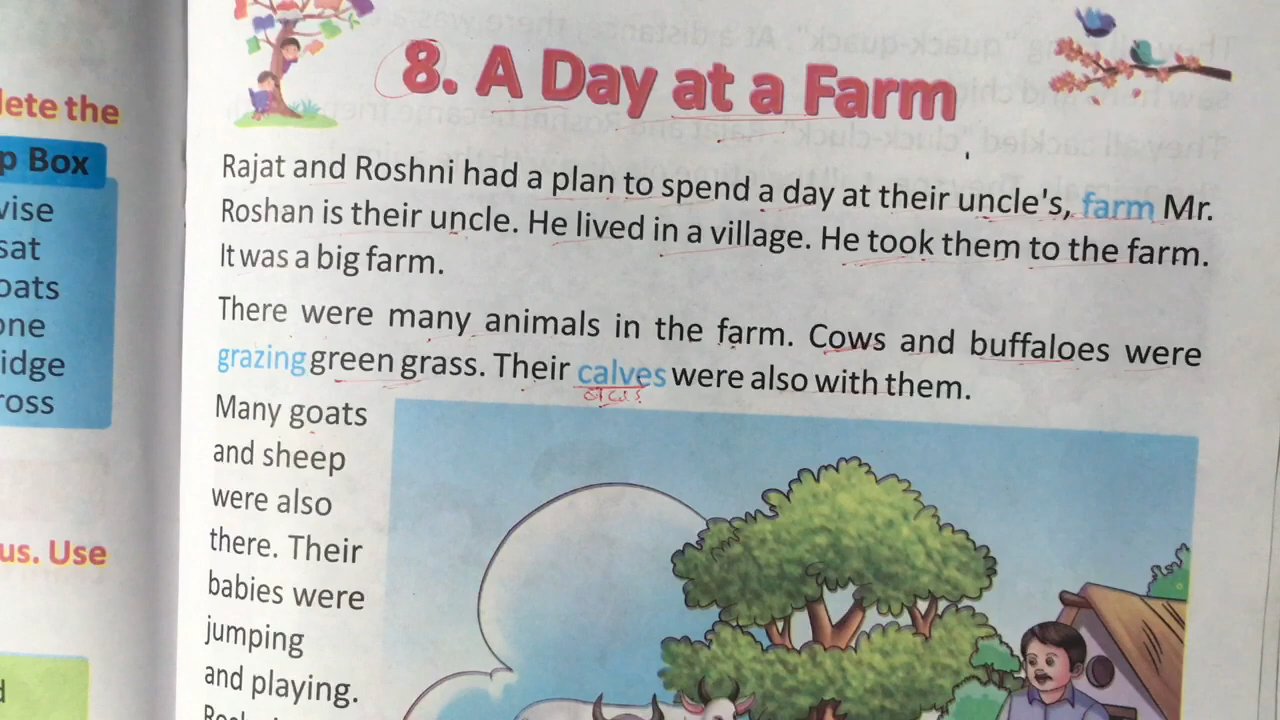 lete the
p Box
vise
sat
oats
one
idge
ross
us. Use
8. A Day at a Farm
Rajat and Roshni had a plan to spend a day at their uncle's, farm Mr.
Roshan is their uncle. He lived in a village. He took them to the farm.
It was a big farm.
There were many animals in the farm. Cows and buffaloes were
grazing green grass. Their calves were also with them.
Many goats
and sheep
were also
there. Their
babies were
jumping
and playing.